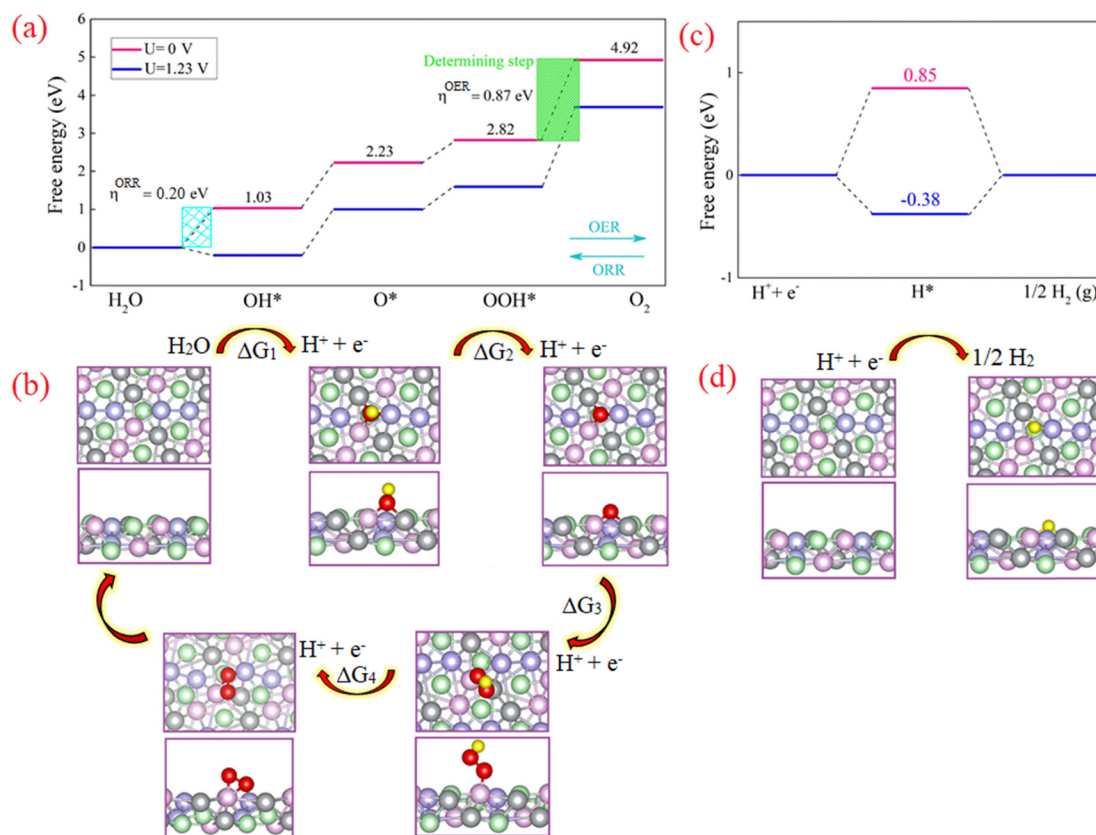 (a)
6
5
4
3
2
1
0
-1
Free energy (eV)
U= 0 V
U=1.23 V
Determining step
η^OER = 0.87 eV
4.92
2.82
2.23
η^ORR = 0.20 eV
1.03
OER
ORR
H₂O
OH*
O*
OOH*
O₂
(c)
1
0
-1
Free energy (eV)
0.85
-0.38
H⁺+ e⁻
H*
1/2 H₂ (g)
(b)
H₂O
ΔG₁
H⁺ + e⁻
ΔG₂
H⁺ + e⁻
ΔG₃
H⁺ + e⁻
ΔG₄
H⁺ + e⁻
(d)
H⁺ + e⁻
1/2 H₂